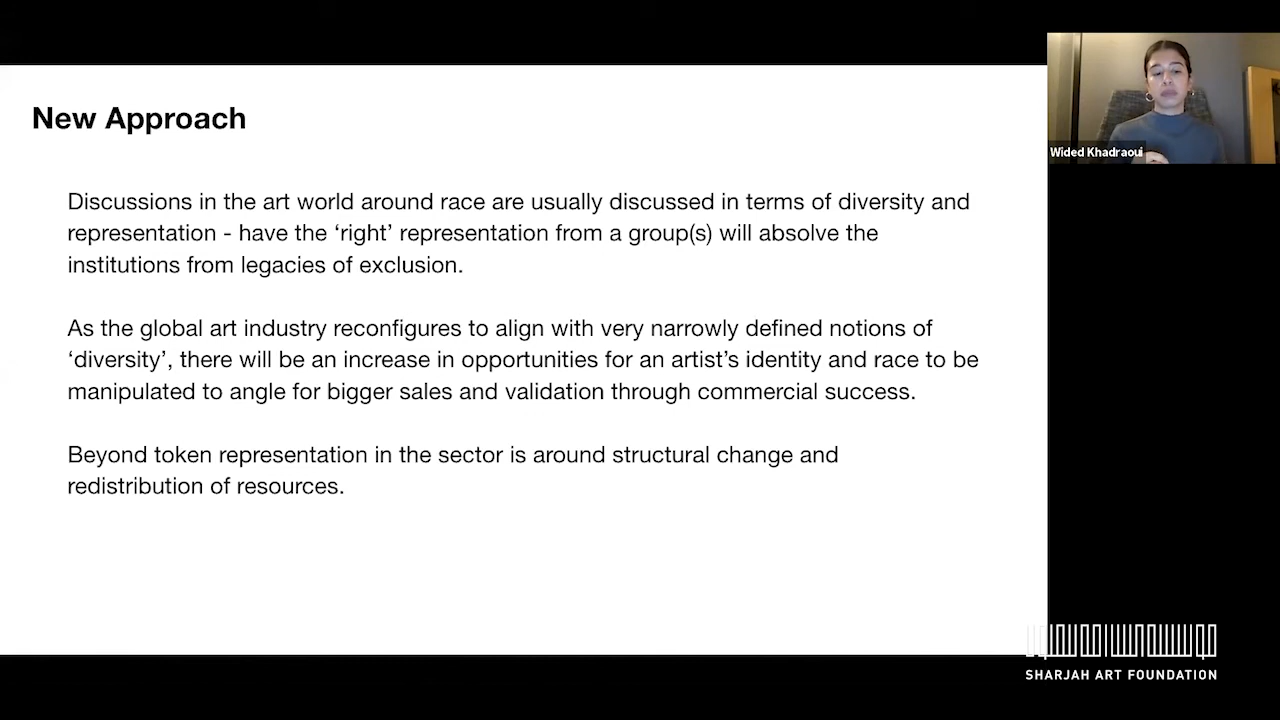 New Approach
Discussions in the art world around race are usually discussed in terms of diversity and
representation - have the ‘right’ representation from a group(s) will absolve the
institutions from legacies of exclusion.
As the global art industry reconfigures to align with very narrowly defined notions of
‘diversity’, there will be an increase in opportunities for an artist’s identity and race to be
manipulated to angle for bigger sales and validation through commercial success.
Beyond token representation in the sector is around structural change and
redistribution of resources.
Wided Khadraoui
SHARJAH ART FOUNDATION